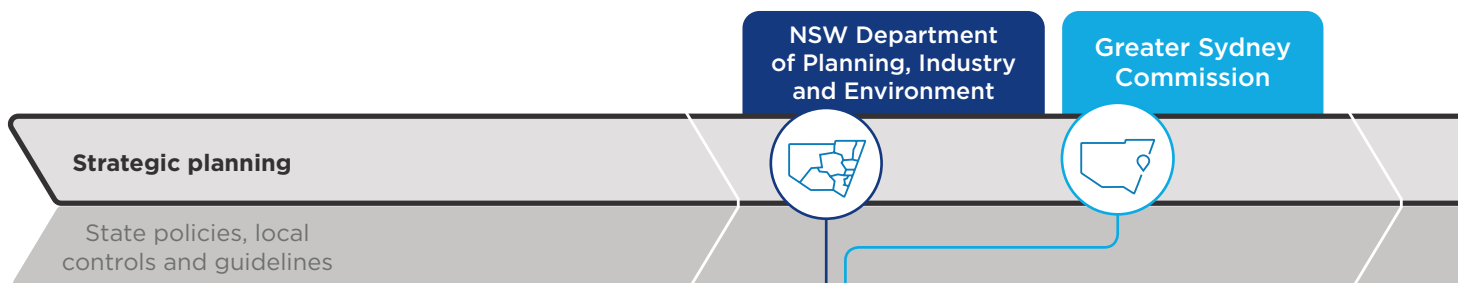 NSW Department
of Planning, Industry
and Environment
Greater Sydney
Commission
Strategic planning
State policies, local
controls and guidelines